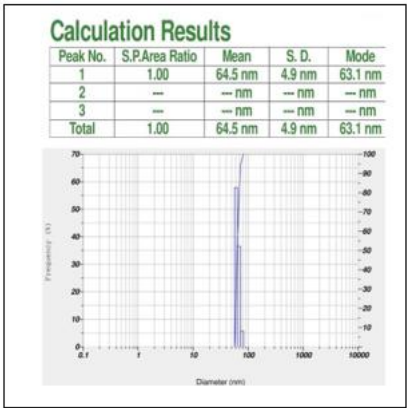 Calculation Results
Peak No. S.P.Area Ratio Mean S. D. Mode
1 1.00 64.5 nm 4.9 nm 63.1 nm
2 --- --- nm --- nm --- nm
3 --- --- nm --- nm --- nm
Total 1.00 64.5 nm 4.9 nm 63.1 nm
70 100
60 90
50 80
40 70
30 60
20 50
10 40
0 30
20
10
Frequency (%)
0.1 1 10 100 1000 10000
Diameter (nm)